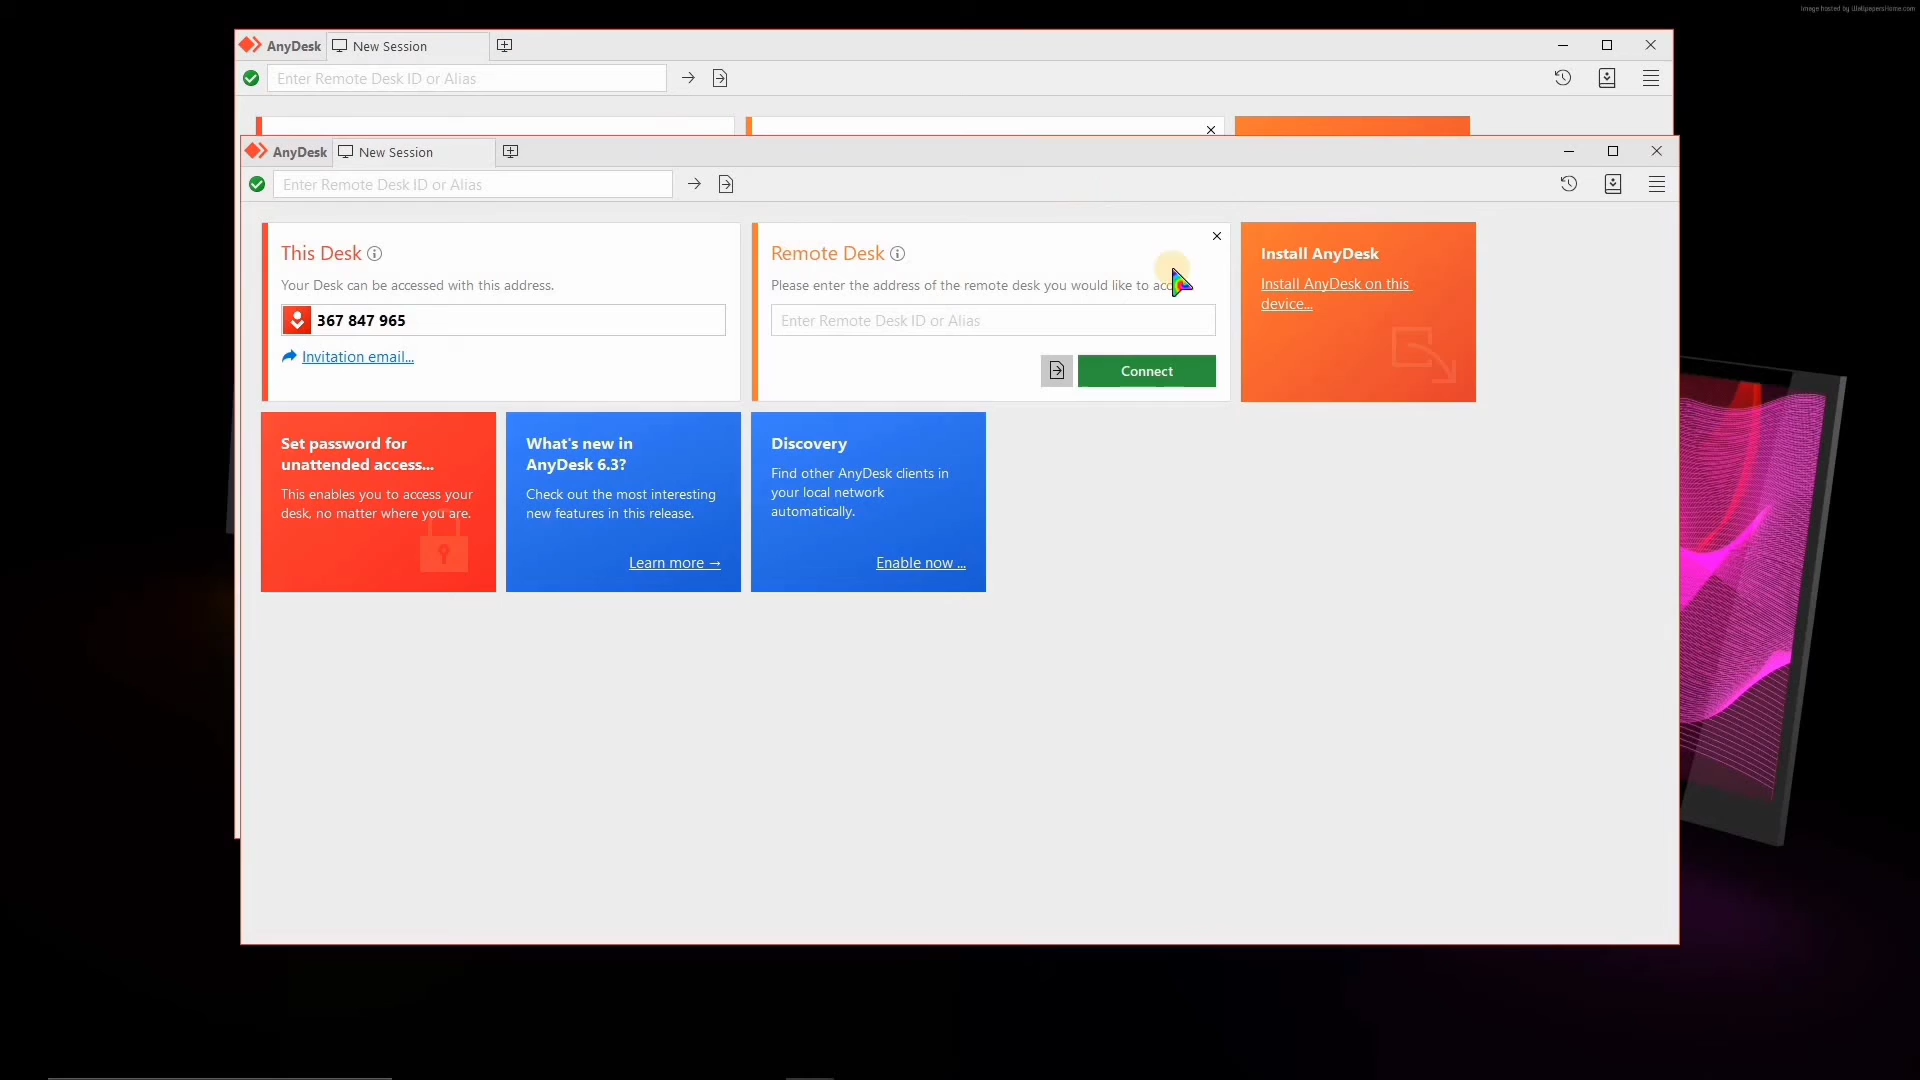 Image hosted by WallpapersHome.com
AnyDesk New Session
Enter Remote Desk ID or Alias
AnyDesk New Session
Enter Remote Desk ID or Alias
This Desk
Your Desk can be accessed with this address.
367 847 965
Invitation email...
Remote Desk
Please enter the address of the remote desk you would like to
Enter Remote Desk ID or Alias
Connect
Install AnyDesk
Install AnyDesk on this
device...
Set password for
unattended access...
This enables you to access your
desk, no matter where you are.
What's new in
AnyDesk 6.3?
Check out the most interesting
new features in this release.
Learn more →
Discovery
Find other AnyDesk clients in
your local network
automatically.
Enable now ...